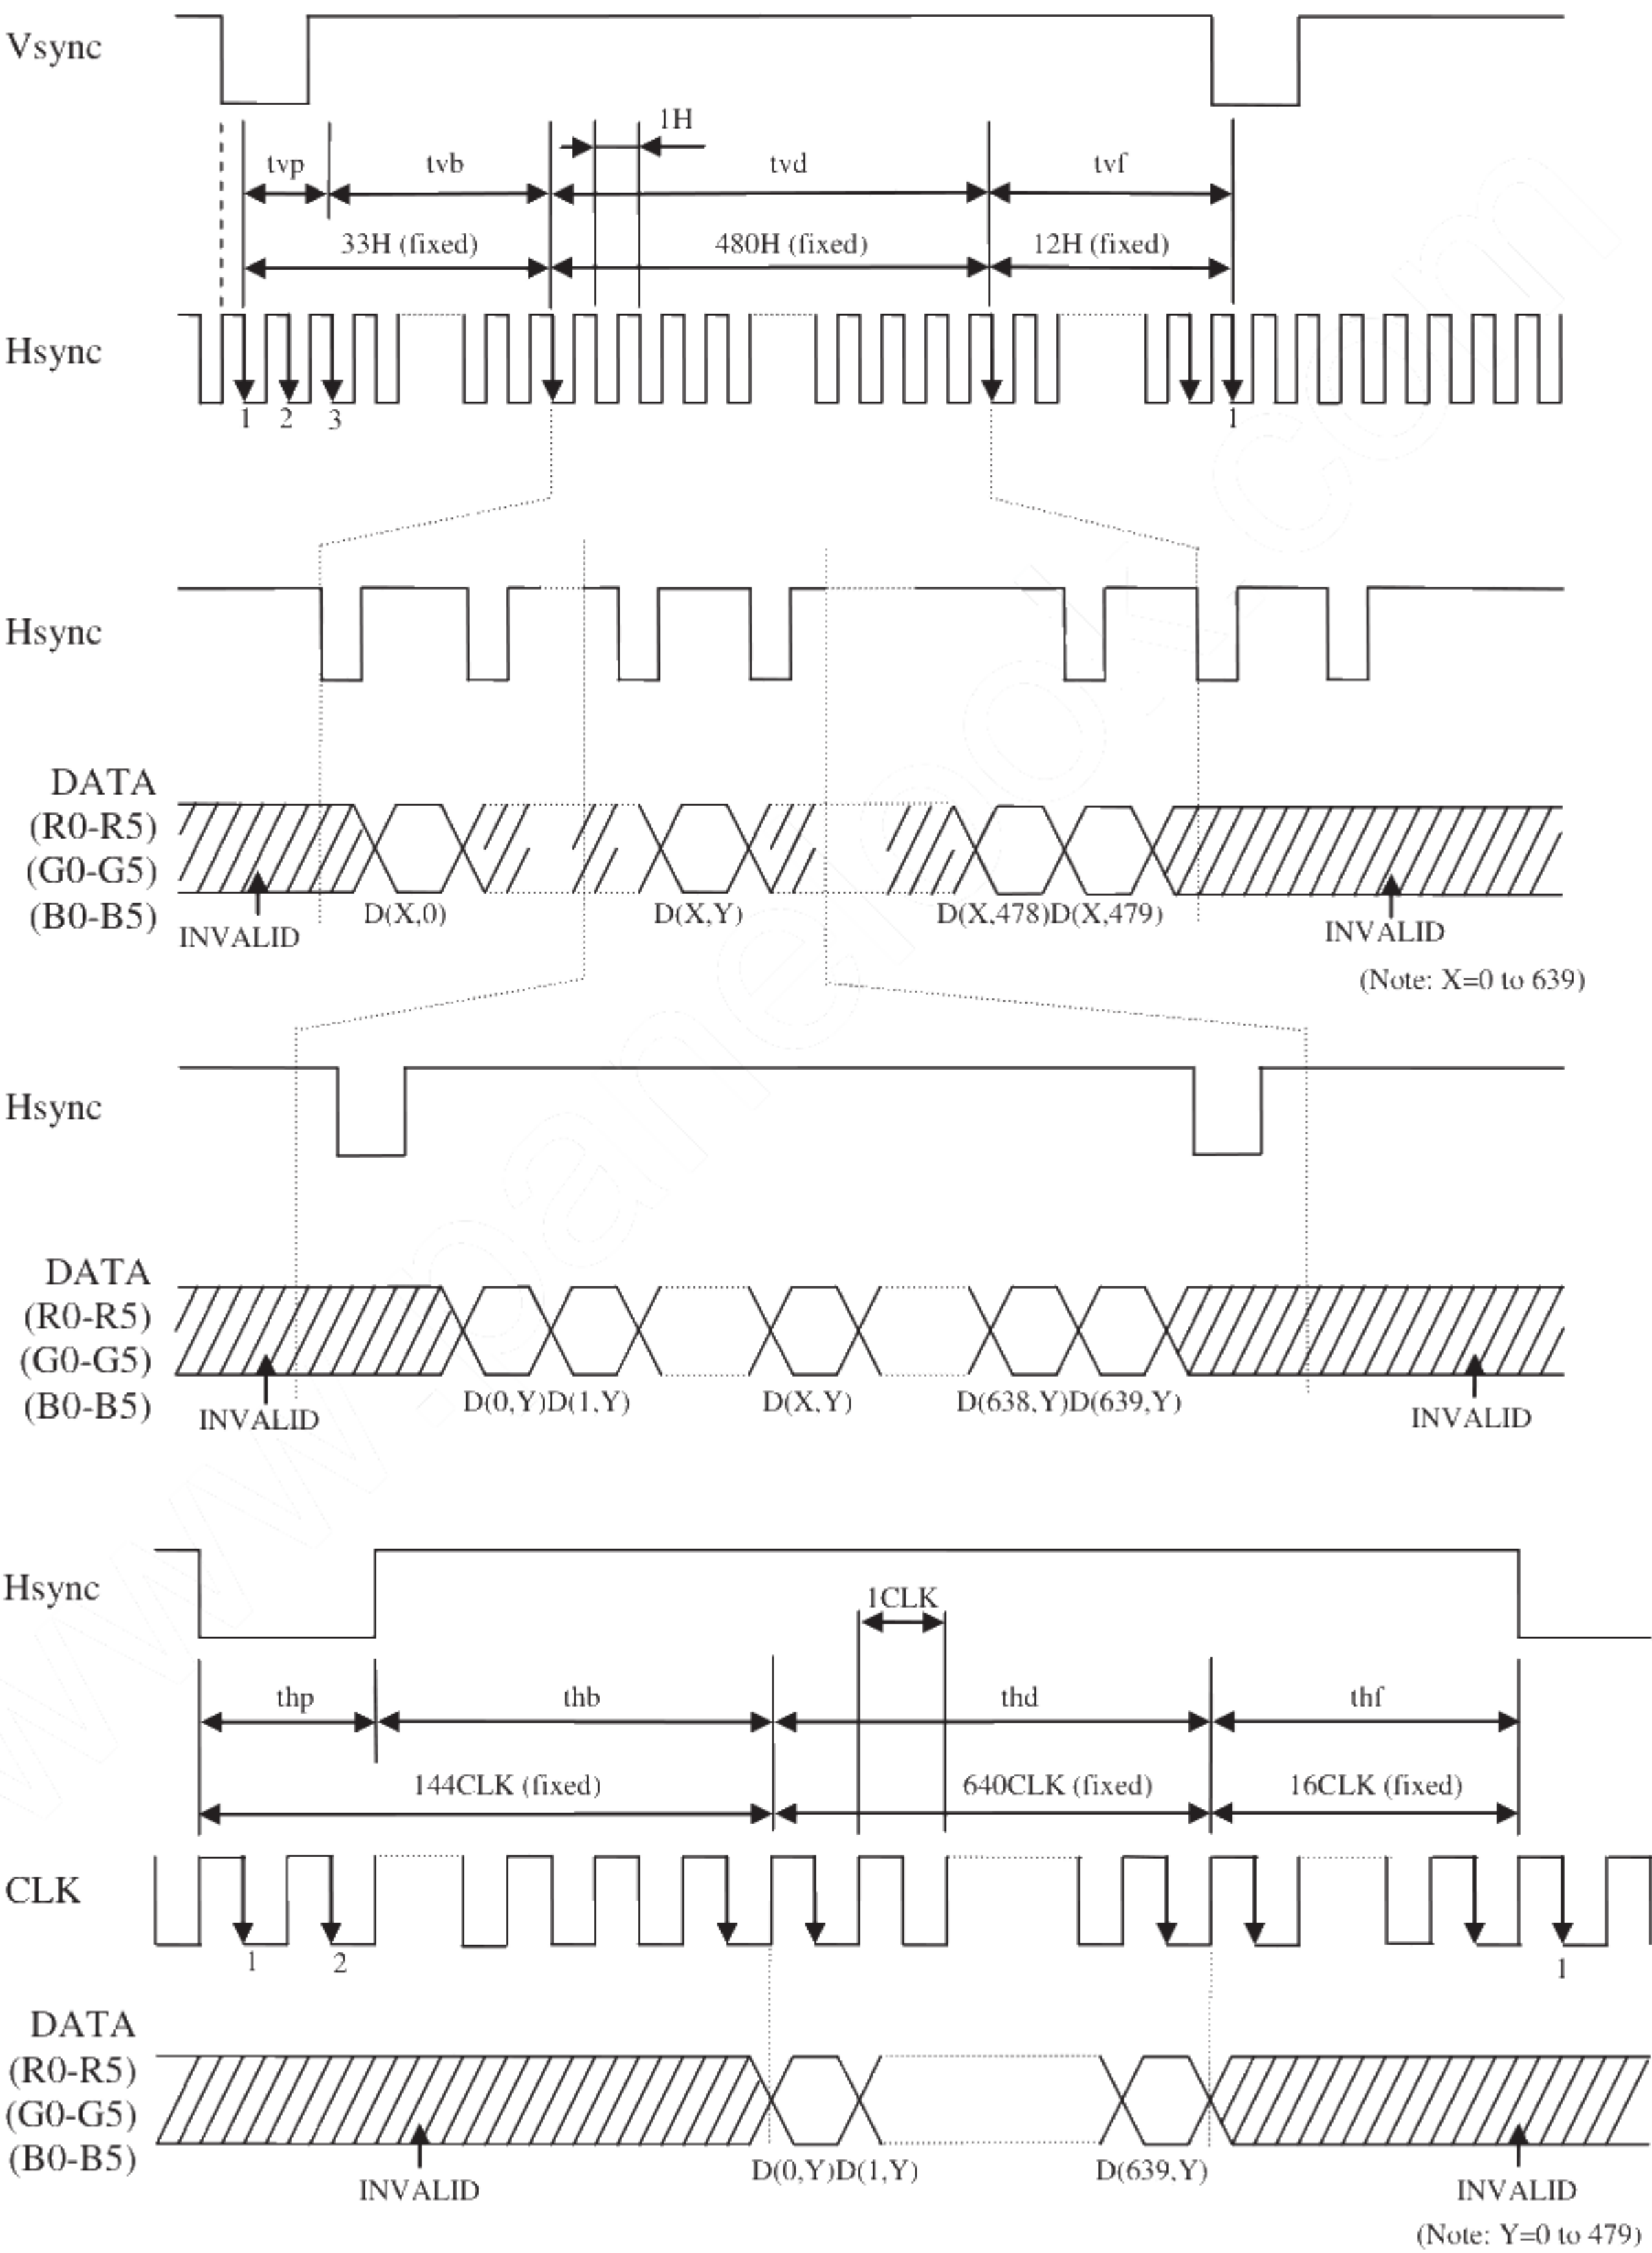 Vsync
1H
tvp tvb tvd tvf
33H (fixed) 480H (fixed) 12H (fixed)
Hsync
1 2 3 1
Hsync
DATA
(R0-R5)
(G0-G5)
(B0-B5)
D(X,0) D(X,Y) D(X,478)D(X,479)
INVALID INVALID
(Note: X=0 to 639)
Hsync
DATA
(R0-R5)
(G0-G5)
(B0-B5)
D(0,Y)D(1,Y) D(X,Y) D(638,Y)D(639,Y)
INVALID INVALID
Hsync
1CLK
thp thb thd thf
144CLK (fixed) 640CLK (fixed) 16CLK (fixed)
CLK
1 2 1
DATA
(R0-R5)
(G0-G5)
(B0-B5)
D(0,Y)D(1,Y) D(639,Y)
INVALID INVALID
(Note: Y=0 to 479)